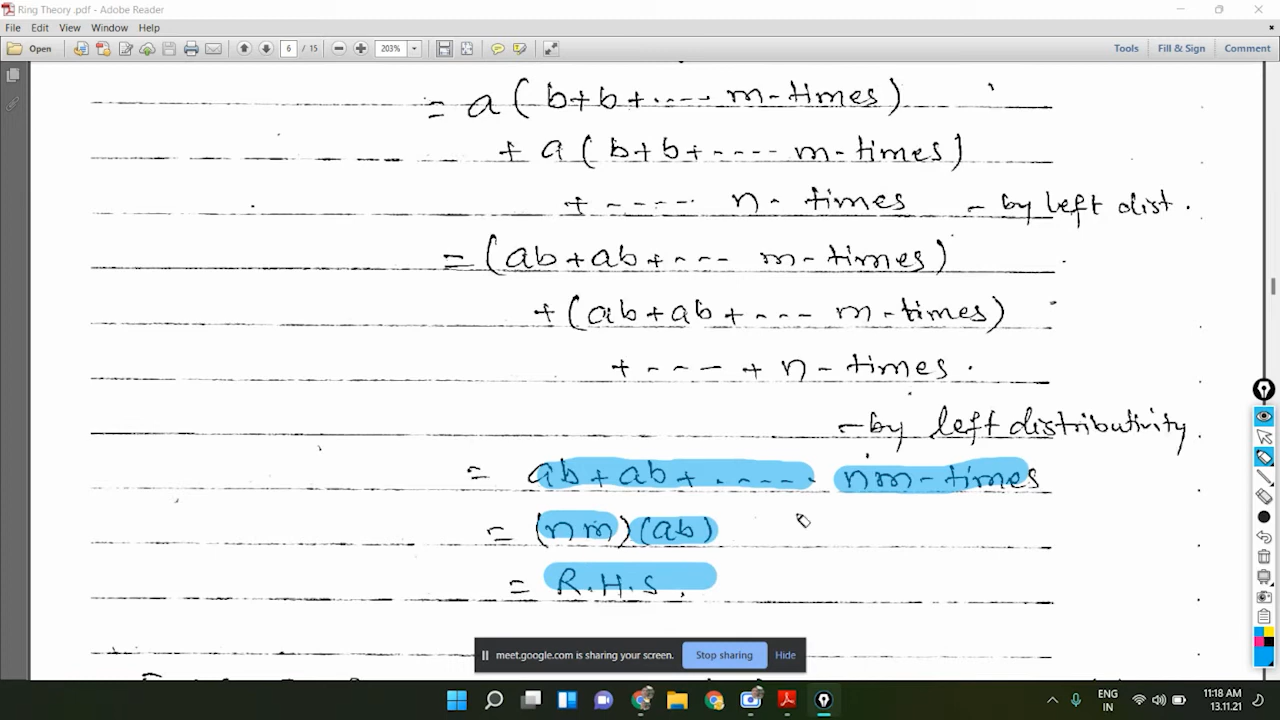 Ring Theory .pdf - Adobe Reader
File Edit View Window Help
Open 6 / 15 203% Tools Fill & Sign Comment
= a ( b+b+ ..... m-times)
+ a ( b+b+ ----- m-times)
+ ----- n - times - by left dist .
= (ab+ab+ --- m-times)
+ (ab+ab+ --- m-times)
+ --- + n-times .
- by left distributivity
= ab+ab+ ...... nm-times
= (nm)(ab)
= R.H.S .
meet.google.com is sharing your screen. Stop sharing Hide
ENG
IN
11:18 AM
13.11.21